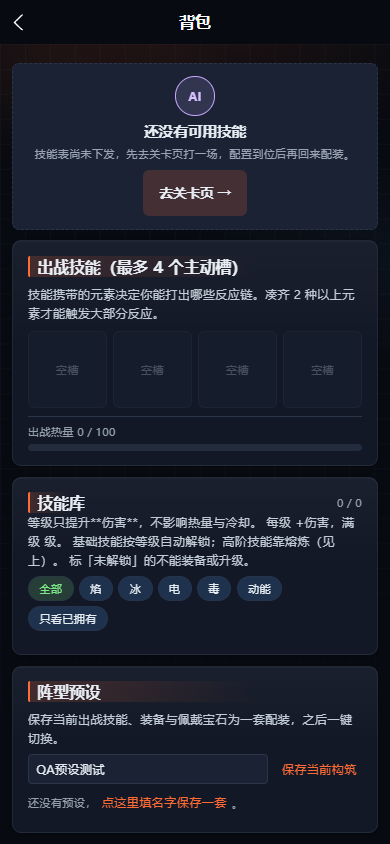 背包
AI
还没有可用技能
技能表尚未下发，先去关卡页打一场，配置到位后再回来配装。
去关卡页 →
出战技能（最多 4 个主动槽）
技能携带的元素决定你能打出哪些反应链。凑齐 2 种以上元
素才能触发大部分反应。
空槽 空槽 空槽 空槽
出战热量 0 / 100
技能库 0 / 0
等级只提升**伤害**，不影响热量与冷却。 每级 +伤害，满
级 级。 基础技能按等级自动解锁；高阶技能靠熔炼（见
上）。 标「未解锁」的不能装备或升级。
全部 焰 冰 电 毒 动能
只看已拥有
阵型预设
保存当前出战技能、装备与佩戴宝石为一套配装，之后一键
切换。
QA预设测试 保存当前构筑
还没有预设， 点这里填名字保存一套 。